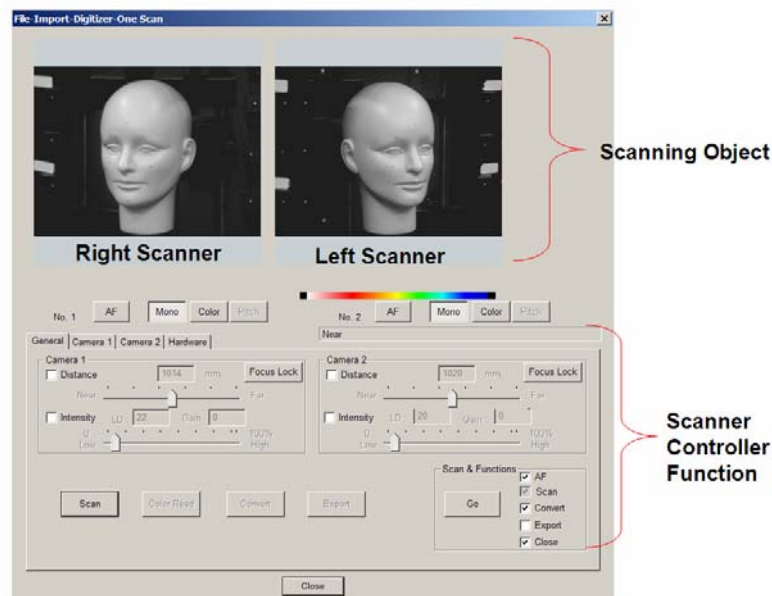 File-Import-Digitizer-One Scan
Scanning Object
Right Scanner
Left Scanner
No. 1 AF Mono Color Pitch
No. 2 AF Mono Color Pitch
Near
General Camera 1 Camera 2 Hardware
Camera 1
Distance 1014 mm Focus Lock
Near Far
Intensity LD 22 Gain 0
0 100%
Low High
Camera 2
Distance 1020 mm Focus Lock
Near Far
Intensity LD 20 Gain 0
0 100%
Low High
Scanner
Controller
Function
Scan Color Read Convert Export
Scan & Functions
Go
AF
Scan
Convert
Export
Close
Close